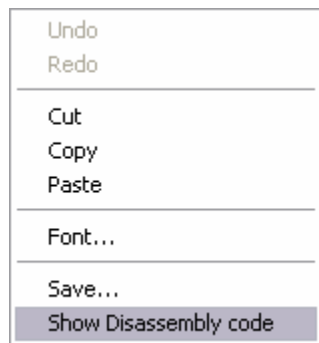 Undo
Redo
Cut
Copy
Paste
Font...
Save...
Show Disassembly code